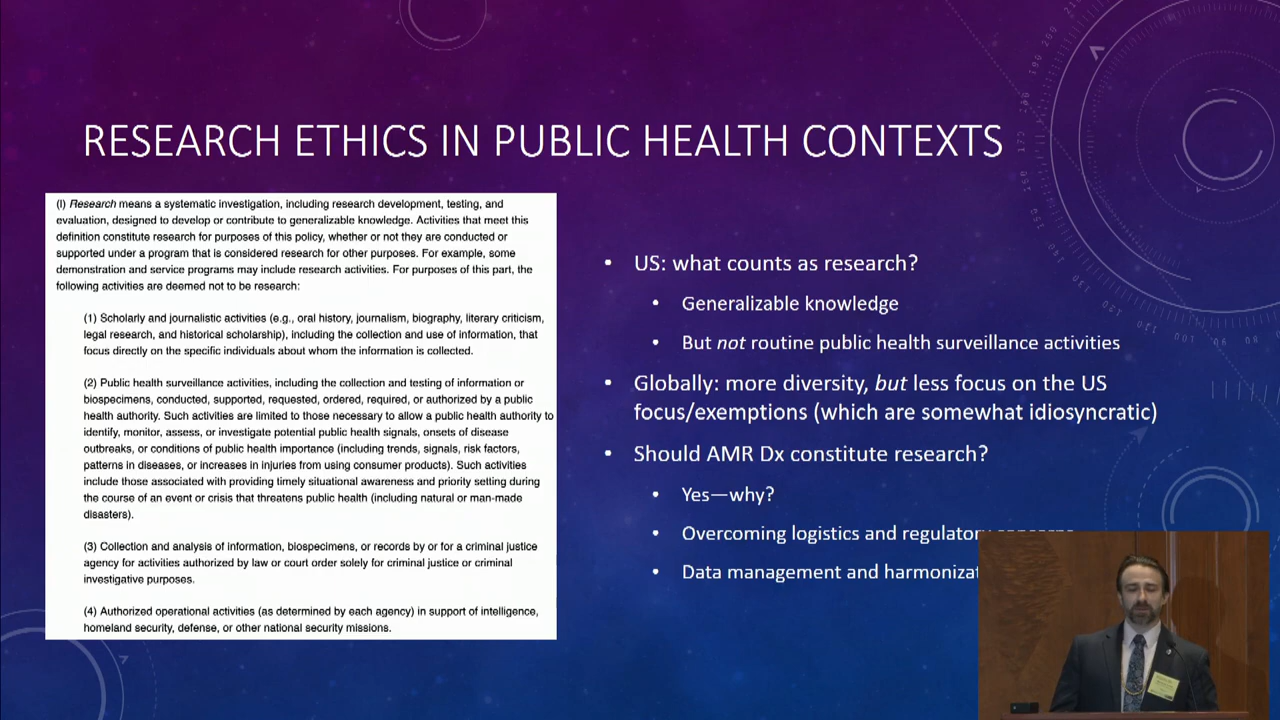 RESEARCH ETHICS IN PUBLIC HEALTH CONTEXTS
(l) Research means a systematic investigation, including research development, testing, and
evaluation, designed to develop or contribute to generalizable knowledge. Activities that meet this
definition constitute research for purposes of this policy, whether or not they are conducted or
supported under a program that is considered research for other purposes. For example, some
demonstration and service programs may include research activities. For purposes of this part, the
following activities are deemed not to be research:
(1) Scholarly and journalistic activities (e.g., oral history, journalism, biography, literary criticism,
legal research, and historical scholarship), including the collection and use of information, that
focus directly on the specific individuals about whom the information is collected.
(2) Public health surveillance activities, including the collection and testing of information or
biospecimens, conducted, supported, requested, ordered, required, or authorized by a public
health authority. Such activities are limited to those necessary to allow a public health authority to
identify, monitor, assess, or investigate potential public health signals, onsets of disease
outbreaks, or conditions of public health importance (including trends, signals, risk factors,
patterns in diseases, or increases in injuries from using consumer products). Such activities
include those associated with providing timely situational awareness and priority setting during
the course of an event or crisis that threatens public health (including natural or man-made
disasters).
(3) Collection and analysis of information, biospecimens, or records by or for a criminal justice
agency for activities authorized by law or court order solely for criminal justice or criminal
investigative purposes.
(4) Authorized operational activities (as determined by each agency) in support of intelligence,
homeland security, defense, or other national security missions.
• US: what counts as research?
• Generalizable knowledge
• But not routine public health surveillance activities
• Globally: more diversity, but less focus on the US
focus/exemptions (which are somewhat idiosyncratic)
• Should AMR Dx constitute research?
• Yes—why?
• Overcoming logistics and regulatory
• Data management and